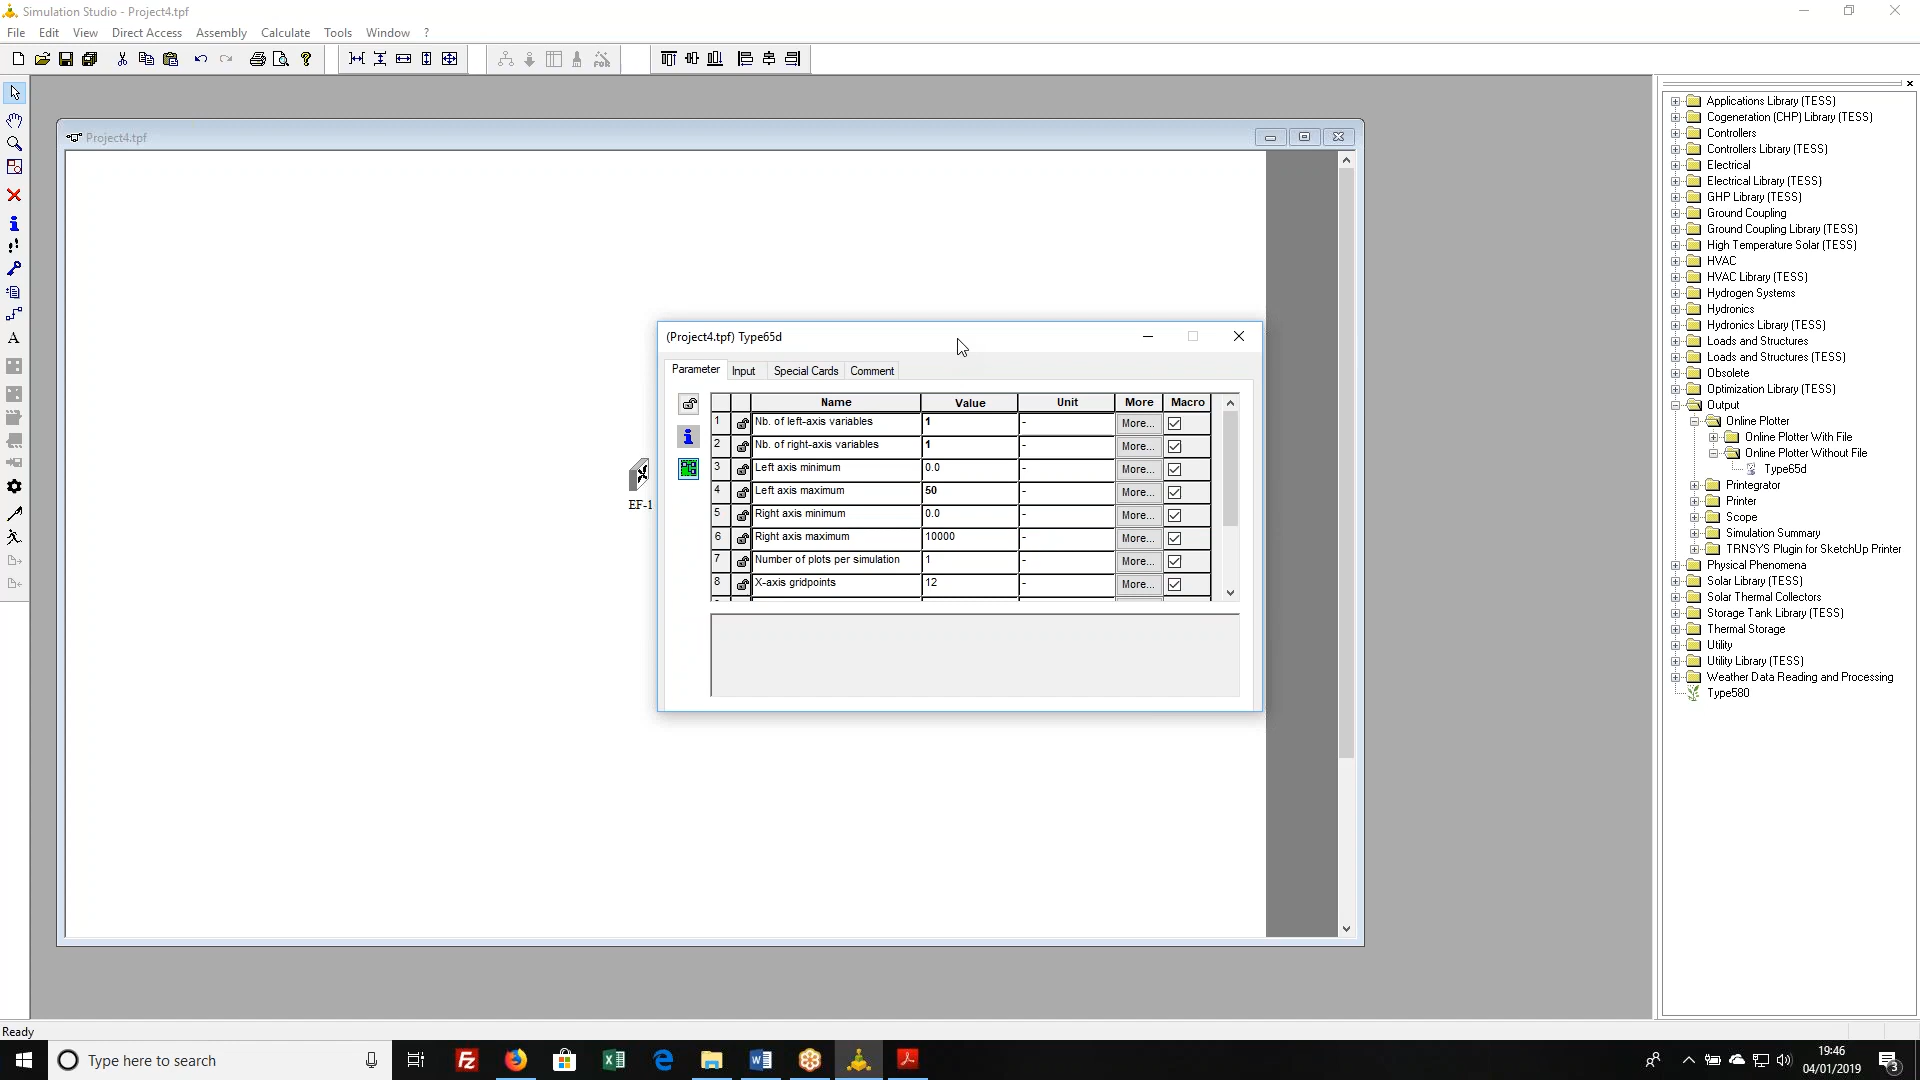 Simulation Studio - Project4.tpf
File Edit View Direct Access Assembly Calculate Tools Window ?
Project4.tpf
EF-1
(Project4.tpf) Type65d
Parameter Input Special Cards Comment
Name Value Unit More Macro
1 Nb. of left-axis variables 1 - More...
2 Nb. of right-axis variables 1 - More...
3 Left axis minimum 0.0 - More...
4 Left axis maximum 50 - More...
5 Right axis minimum 0.0 - More...
6 Right axis maximum 10000 - More...
7 Number of plots per simulation 1 - More...
8 X-axis gridpoints 12 - More...
Applications Library (TESS)
Cogeneration (CHP) Library (TESS)
Controllers
Controllers Library (TESS)
Electrical
Electrical Library (TESS)
GHP Library (TESS)
Ground Coupling
Ground Coupling Library (TESS)
High Temperature Solar (TESS)
HVAC
HVAC Library (TESS)
Hydrogen Systems
Hydronics
Hydronics Library (TESS)
Loads and Structures
Loads and Structures (TESS)
Obsolete
Optimization Library (TESS)
Output
Online Plotter
Online Plotter With File
Online Plotter Without File
Type65d
Printegrator
Printer
Scope
Simulation Summary
TRNSYS Plugin for SketchUp Printer
Physical Phenomena
Solar Library (TESS)
Solar Thermal Collectors
Storage Tank Library (TESS)
Thermal Storage
Utility
Utility Library (TESS)
Weather Data Reading and Processing
Type580
Ready
Type here to search
19:46
04/01/2019
3